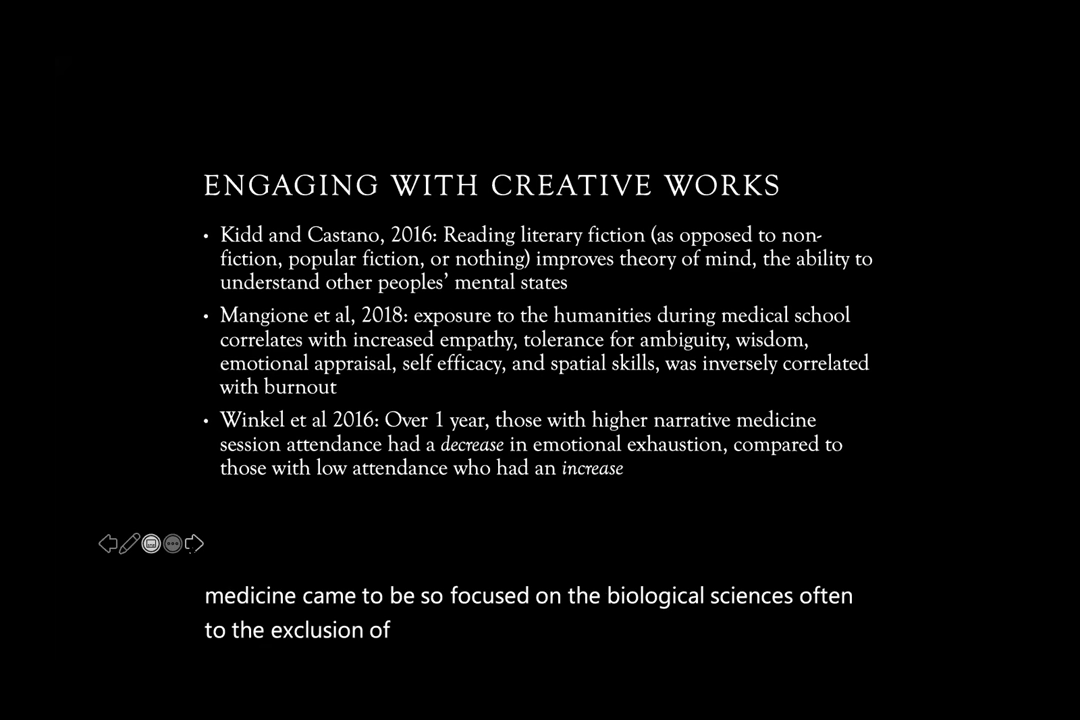 ENGAGING WITH CREATIVE WORKS
• Kidd and Castano, 2016: Reading literary fiction (as opposed to non-
fiction, popular fiction, or nothing) improves theory of mind, the ability to
understand other peoples’ mental states
• Mangione et al, 2018: exposure to the humanities during medical school
correlates with increased empathy, tolerance for ambiguity, wisdom,
emotional appraisal, self efficacy, and spatial skills, was inversely correlated
with burnout
• Winkel et al 2016: Over 1 year, those with higher narrative medicine
session attendance had a decrease in emotional exhaustion, compared to
those with low attendance who had an increase
medicine came to be so focused on the biological sciences often
to the exclusion of